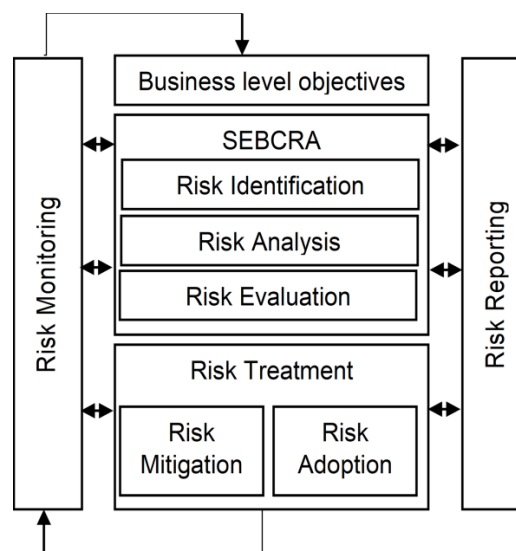 Business level objectives
SEBCRA
Risk Identification
Risk Analysis
Risk Evaluation
Risk Treatment
Risk
Mitigation
Risk
Adoption
Risk Monitoring
Risk Reporting